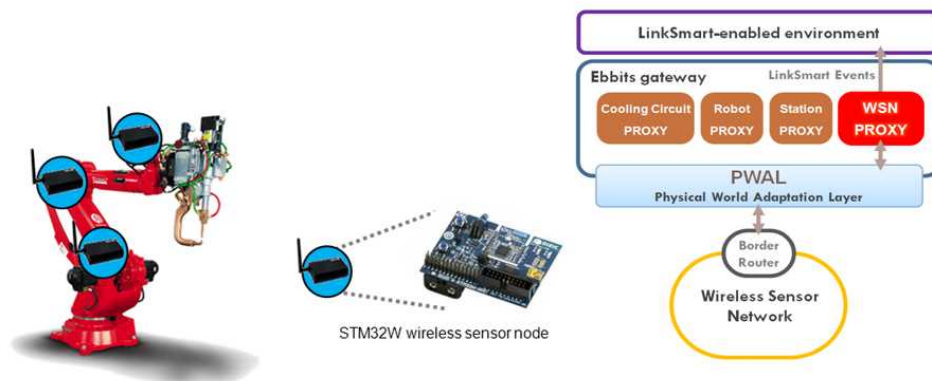 LinkSmart-enabled environment
Ebbits gateway
LinkSmart Events
Cooling Circuit
PROXY
Robot
PROXY
Station
PROXY
WSN
PROXY
PWAL
Physical World Adaptation Layer
Border
Router
Wireless Sensor
Network
STM32W wireless sensor node